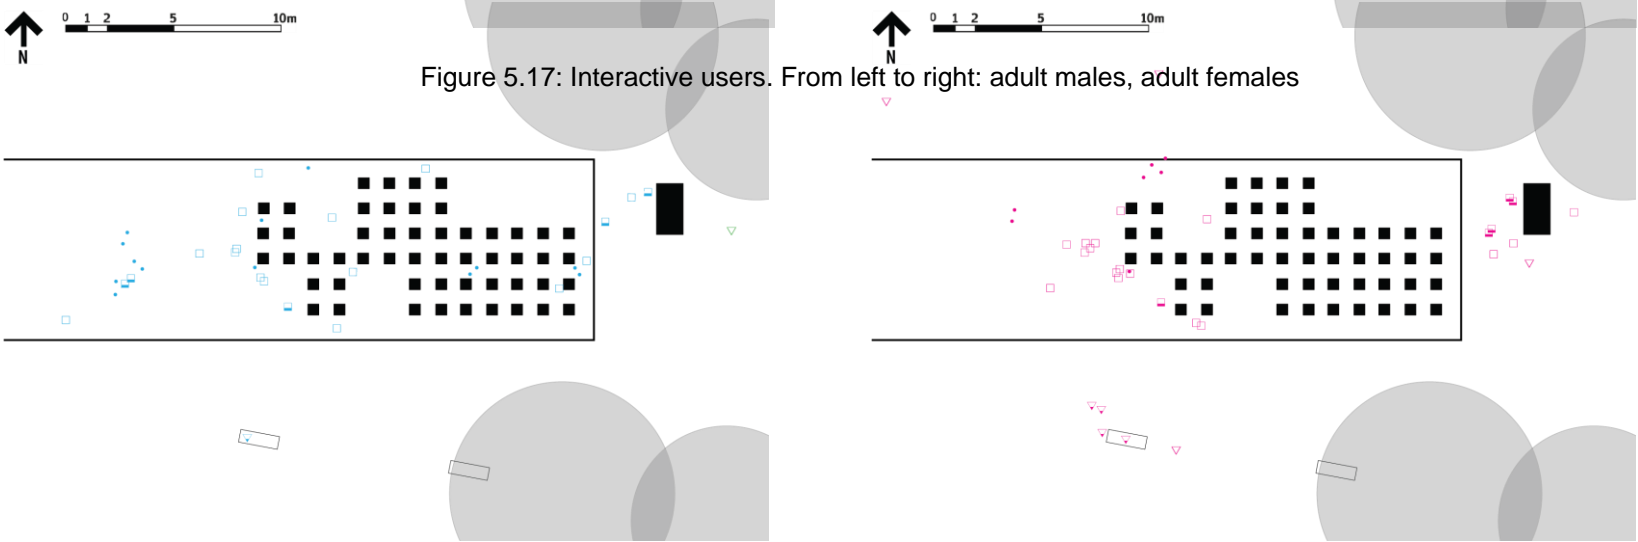 0 1 2 5 10m
N
0 1 2 5 10m
N
Figure 5.17: Interactive users. From left to right: adult males, adult females